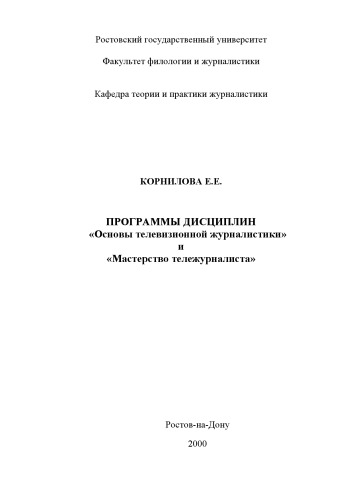 Ростовский государственный университет
Факультет филологии и журналистики
Кафедра теории и практики журналистики
КОРНИЛОВА Е.Е.
ПРОГРАММЫ ДИСЦИПЛИН
«Основы телевизионной журналистики»
и
«Мастерство тележурналиста»
Ростов-на-Дону
2000